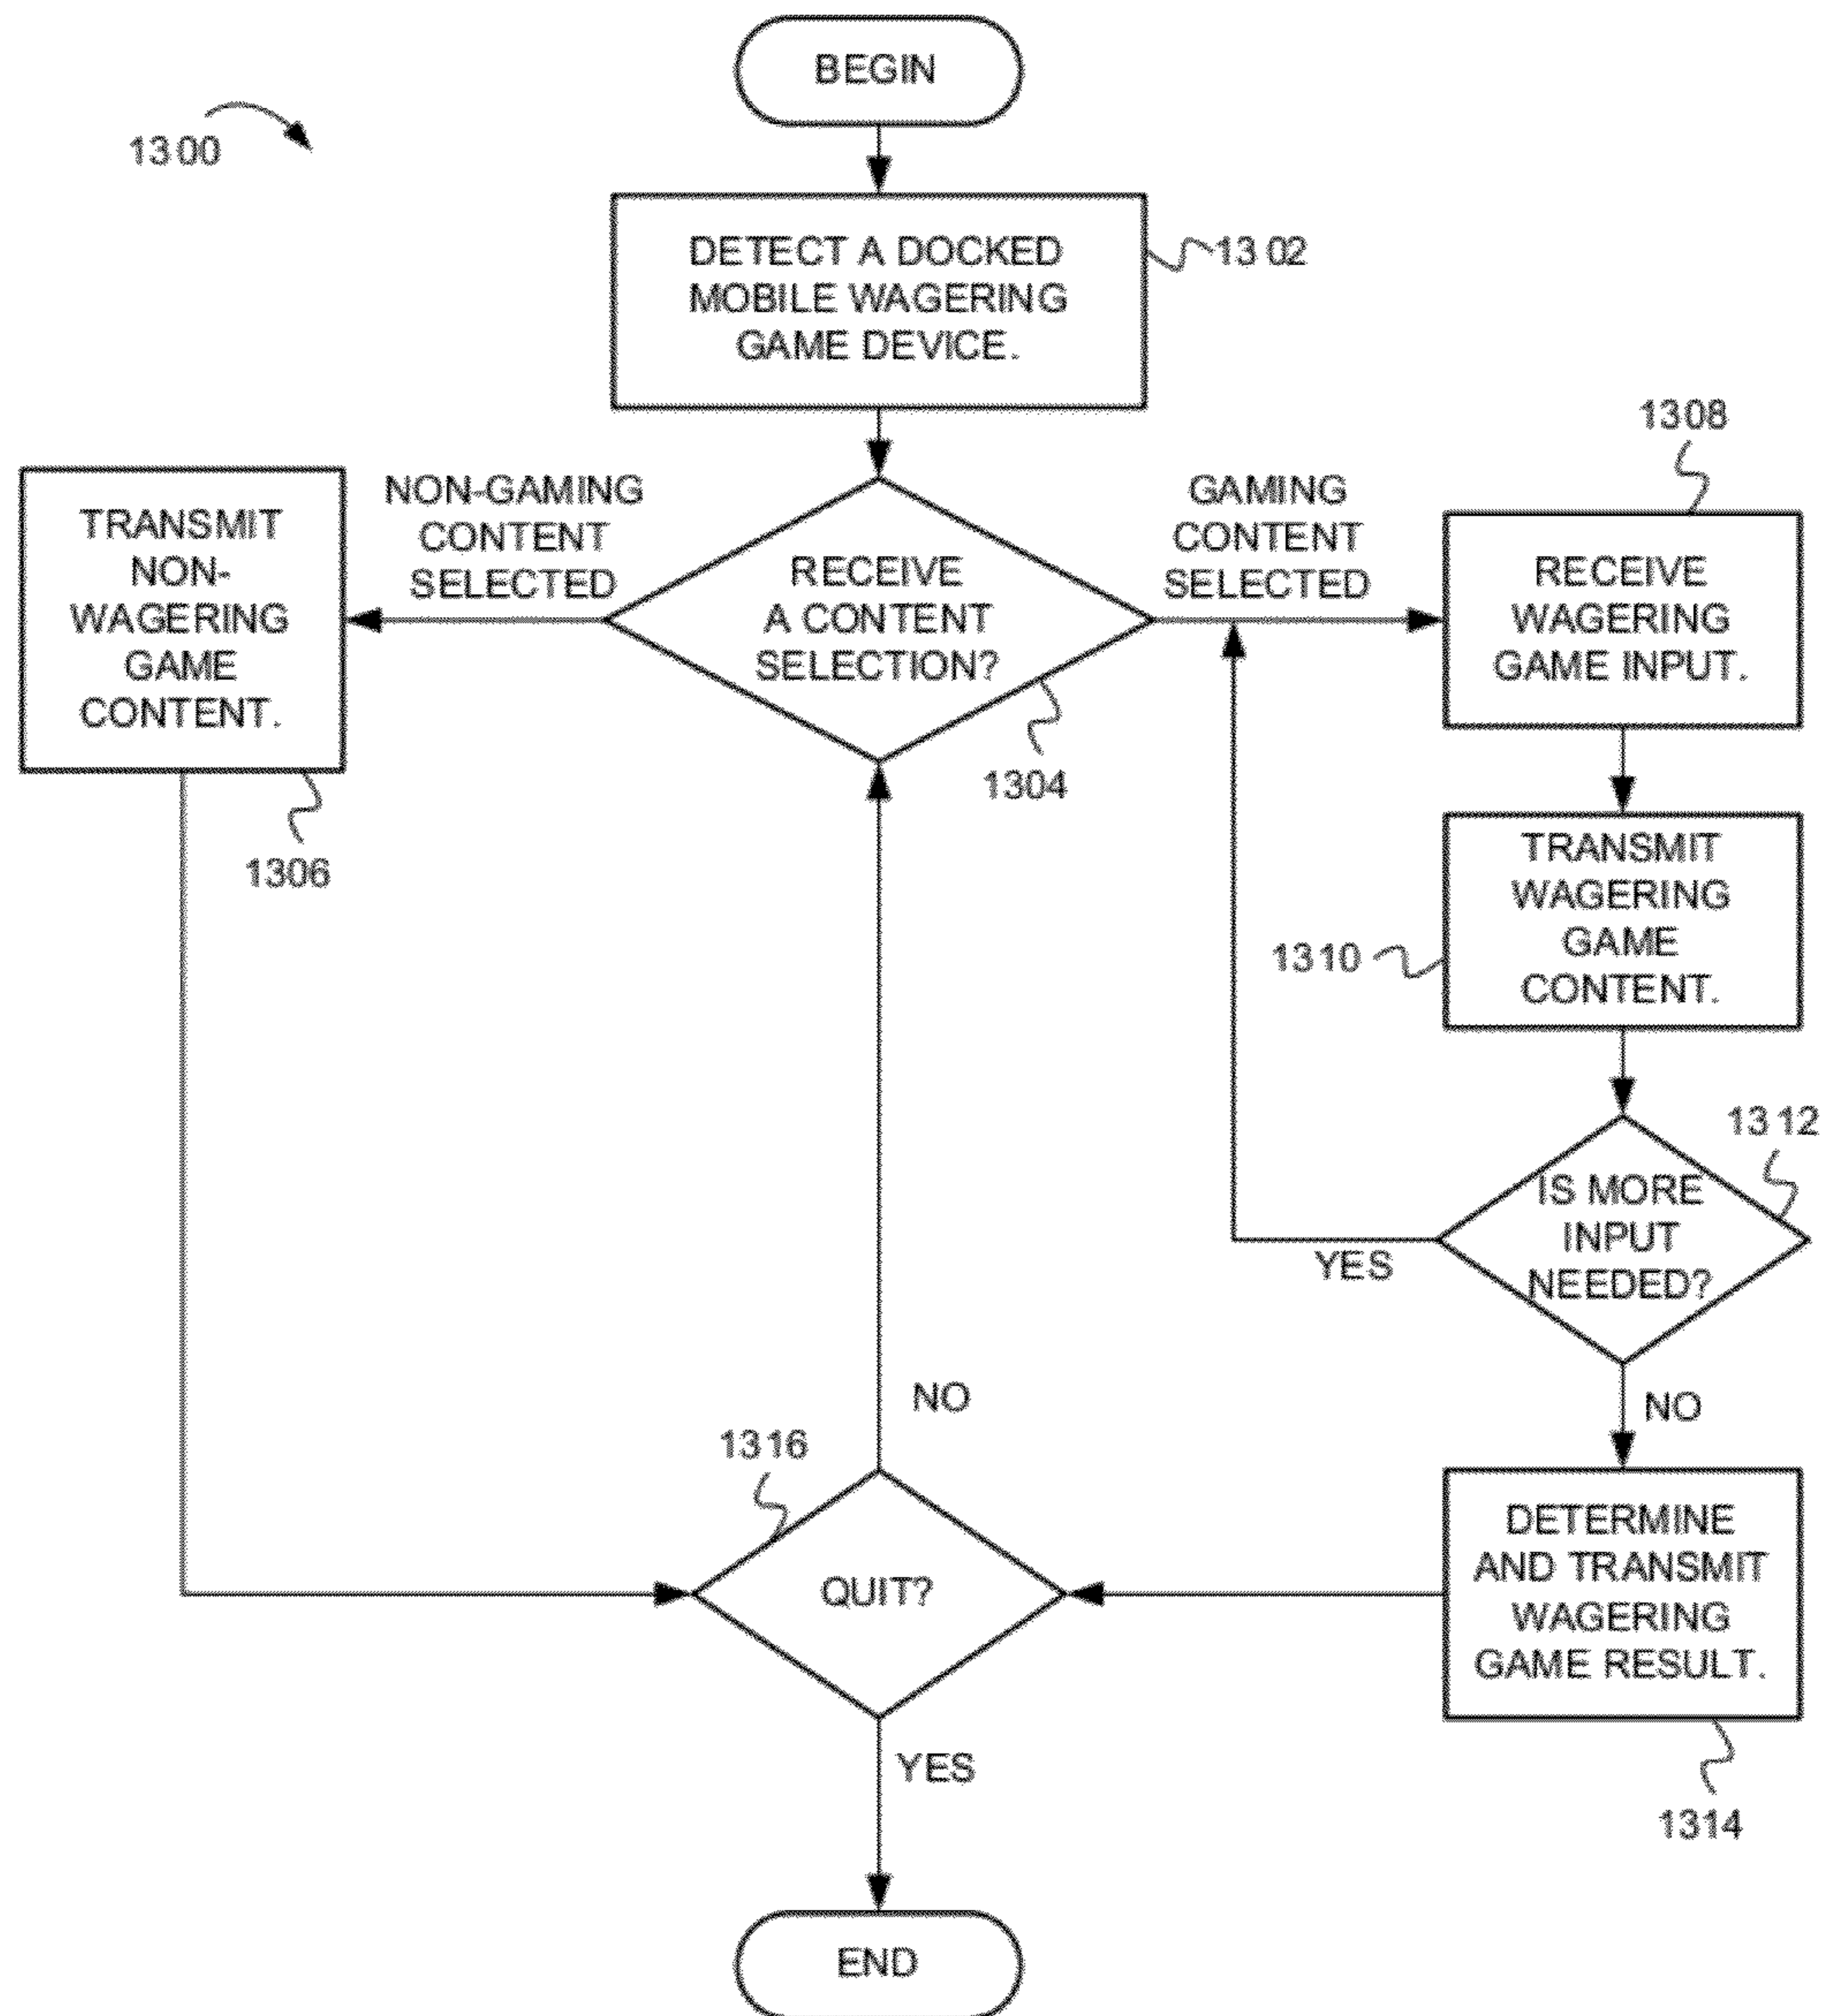 BEGIN
1300
DETECT A DOCKED
MOBILE WAGERING
GAME DEVICE.
1302
1308
NON-GAMING
CONTENT
SELECTED
GAMING
CONTENT
SELECTED
TRANSMIT
NON-
WAGERING
GAME
CONTENT.
RECEIVE
A CONTENT
SELECTION?
RECEIVE
WAGERING
GAME INPUT.
1304
1306
TRANSMIT
WAGERING
GAME
CONTENT.
1310
1312
IS MORE
INPUT
NEEDED?
YES
NO
NO
1316
QUIT?
DETERMINE
AND TRANSMIT
WAGERING
GAME RESULT.
YES
1314
END